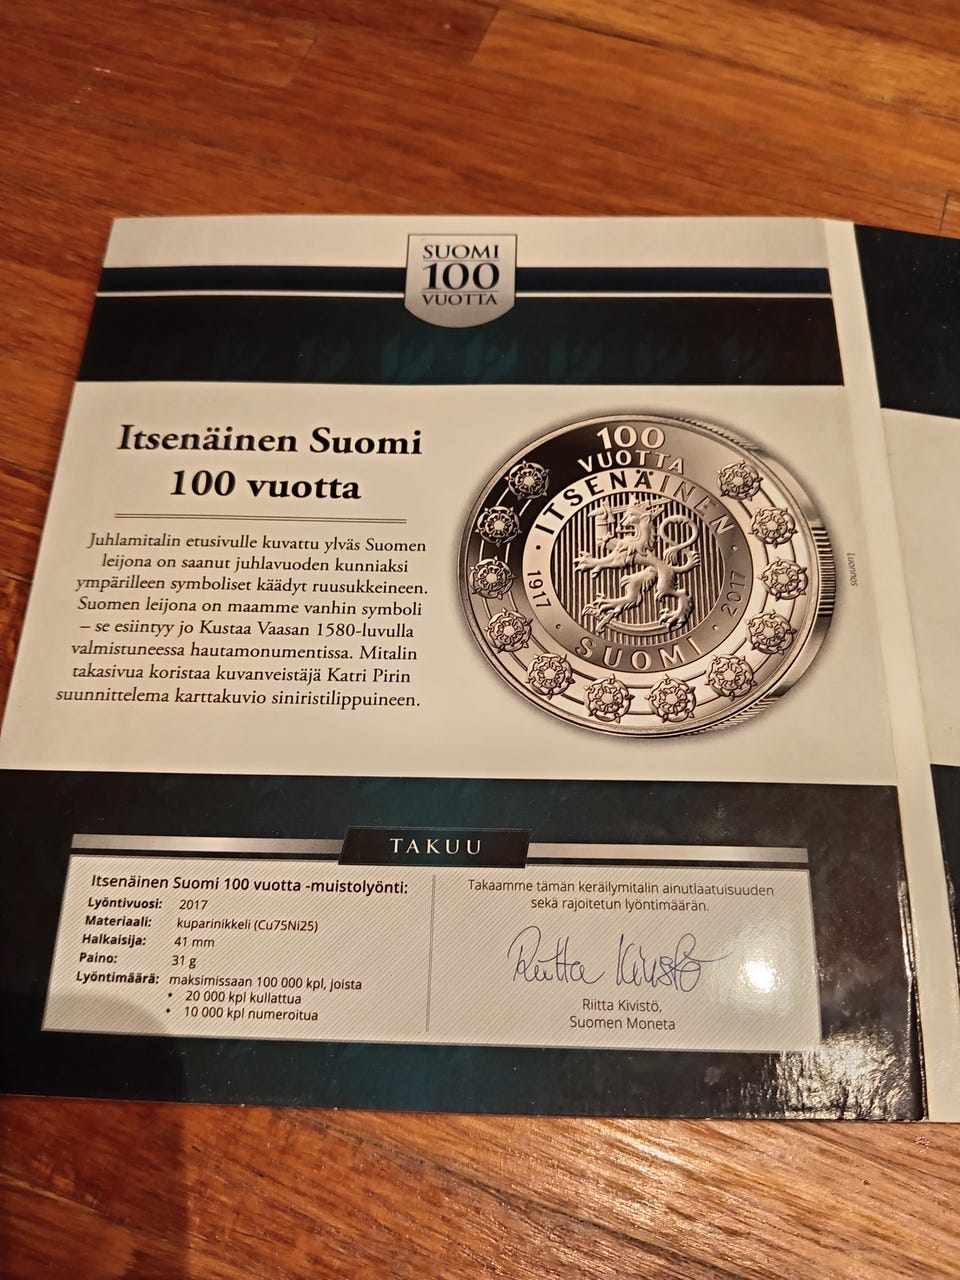 SUOMI
100
VUOTTA
Itsenäinen Suomi
100 vuotta
Juhlamitalin etusivulle kuvattu ylväs Suomen
leijona on saanut juhlavuoden kunniaksi
ympärilleen symboliset käädyt ruusukkeineen.
Suomen leijona on maamme vanhin symboli
– se esiintyy jo Kustaa Vaasan 1580-luvulla
valmistuneessa hautamonumentissa. Mitalin
takasivua koristaa kuvanveistäjä Katri Pirin
suunnittelema karttakuvio siniristilippuineen.
100
VUOTTA
· ITSENÄINEN ·
1917 · SUOMI · 2017
Luonnos
TAKUU
Itsenäinen Suomi 100 vuotta -muistolyönti:
Lyöntivuosi: 2017
Materiaali: kuparinikkeli (Cu75Ni25)
Halkaisija: 41 mm
Paino: 31 g
Lyöntimäärä: maksimissaan 100 000 kpl, joista
• 20 000 kpl kullattua
• 10 000 kpl numeroitua
Takaamme tämän keräilymitalin ainutlaatuisuuden
sekä rajoitetun lyöntimäärän.
Riitta Kivistö
Riitta Kivistö,
Suomen Moneta